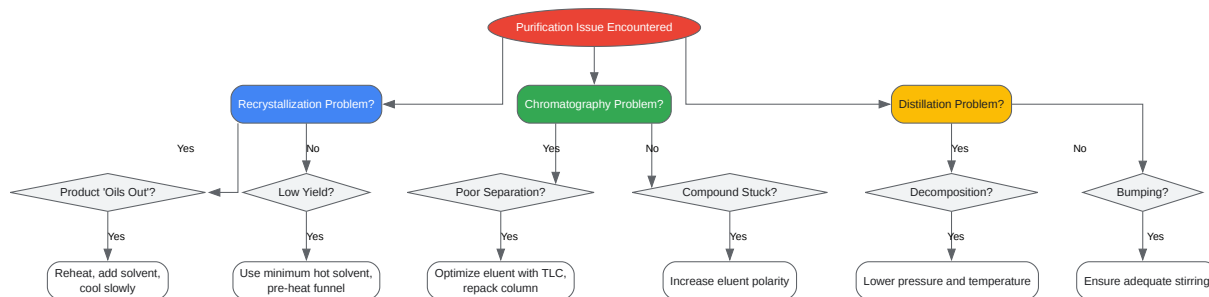 Purification Issue Encountered
Recrystallization Problem?
Chromatography Problem?
Distillation Problem?
Yes
No
Yes
No
Yes
No
Product 'Oils Out'?
Low Yield?
Poor Separation?
Compound Stuck?
Decomposition?
Bumping?
Yes
Yes
Yes
Yes
Yes
Yes
Reheat, add solvent,
cool slowly
Use minimum hot solvent,
pre-heat funnel
Optimize eluent with TLC,
repack column
Increase eluent polarity
Lower pressure and temperature
Ensure adequate stirring